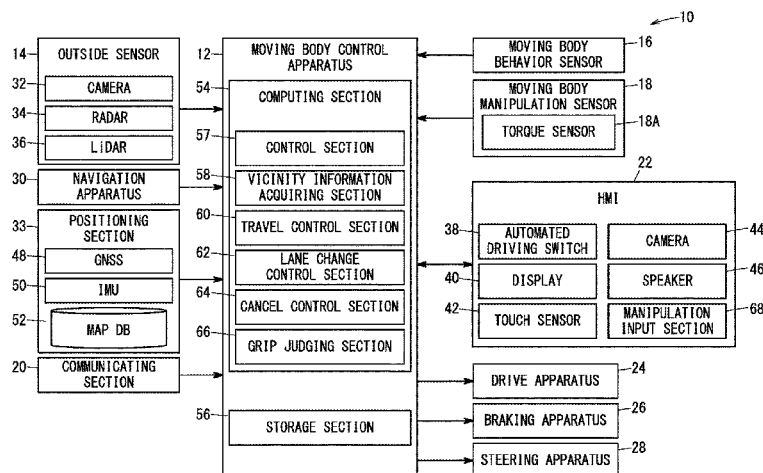 10
14
OUTSIDE SENSOR
32
CAMERA
34
RADAR
36
LiDAR
30
NAVIGATION APPARATUS
33
POSITIONING SECTION
48
GNSS
50
IMU
52
MAP DB
20
COMMUNICATING SECTION
12
MOVING BODY CONTROL
APPARATUS
54
COMPUTING SECTION
57
CONTROL SECTION
58
VICINITY INFORMATION
ACQUIRING SECTION
60
TRAVEL CONTROL SECTION
62
LANE CHANGE
CONTROL SECTION
64
CANCEL CONTROL SECTION
66
GRIP JUDGING SECTION
56
STORAGE SECTION
MOVING BODY
BEHAVIOR SENSOR
16
MOVING BODY
MANIPULATION SENSOR
18
TORQUE SENSOR
18A
22
HMI
38
AUTOMATED
DRIVING SWITCH
CAMERA
44
40
DISPLAY
SPEAKER
46
42
TOUCH SENSOR
MANIPULATION
INPUT SECTION
68
DRIVE APPARATUS
24
BRAKING APPARATUS
26
STEERING APPARATUS
28